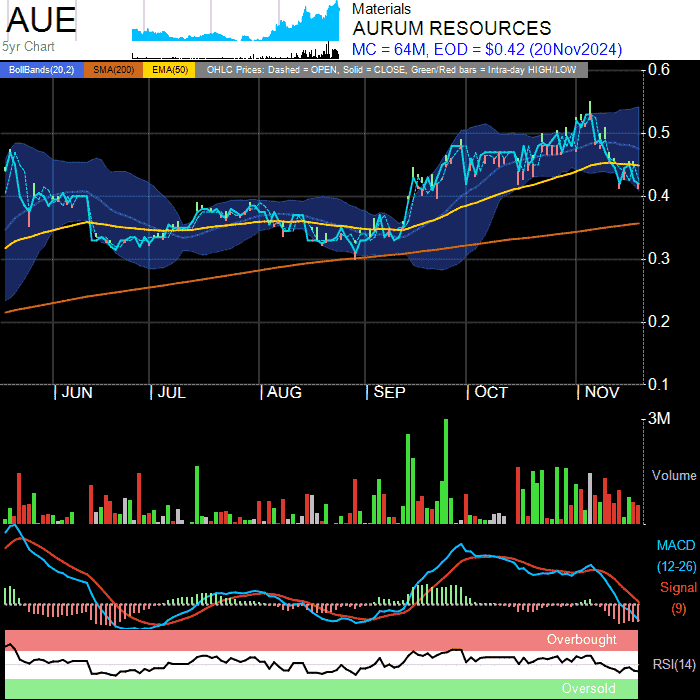 AUE
5yr Chart
Materials
AURUM RESOURCES
MC = 64M, EOD = $0.42 (20Nov2024)
BollBands(20,2) SMA(200) EMA(50) OHLC Prices: Dashed = OPEN, Solid = CLOSE, Green/Red bars = Intra-day HIGH/LOW
0.6
0.5
0.4
0.3
0.2
0.1
JUN JUL AUG SEP OCT NOV
3M
Volume
MACD
(12-26)
Signal
(9)
Overbought
RSI(14)
Oversold